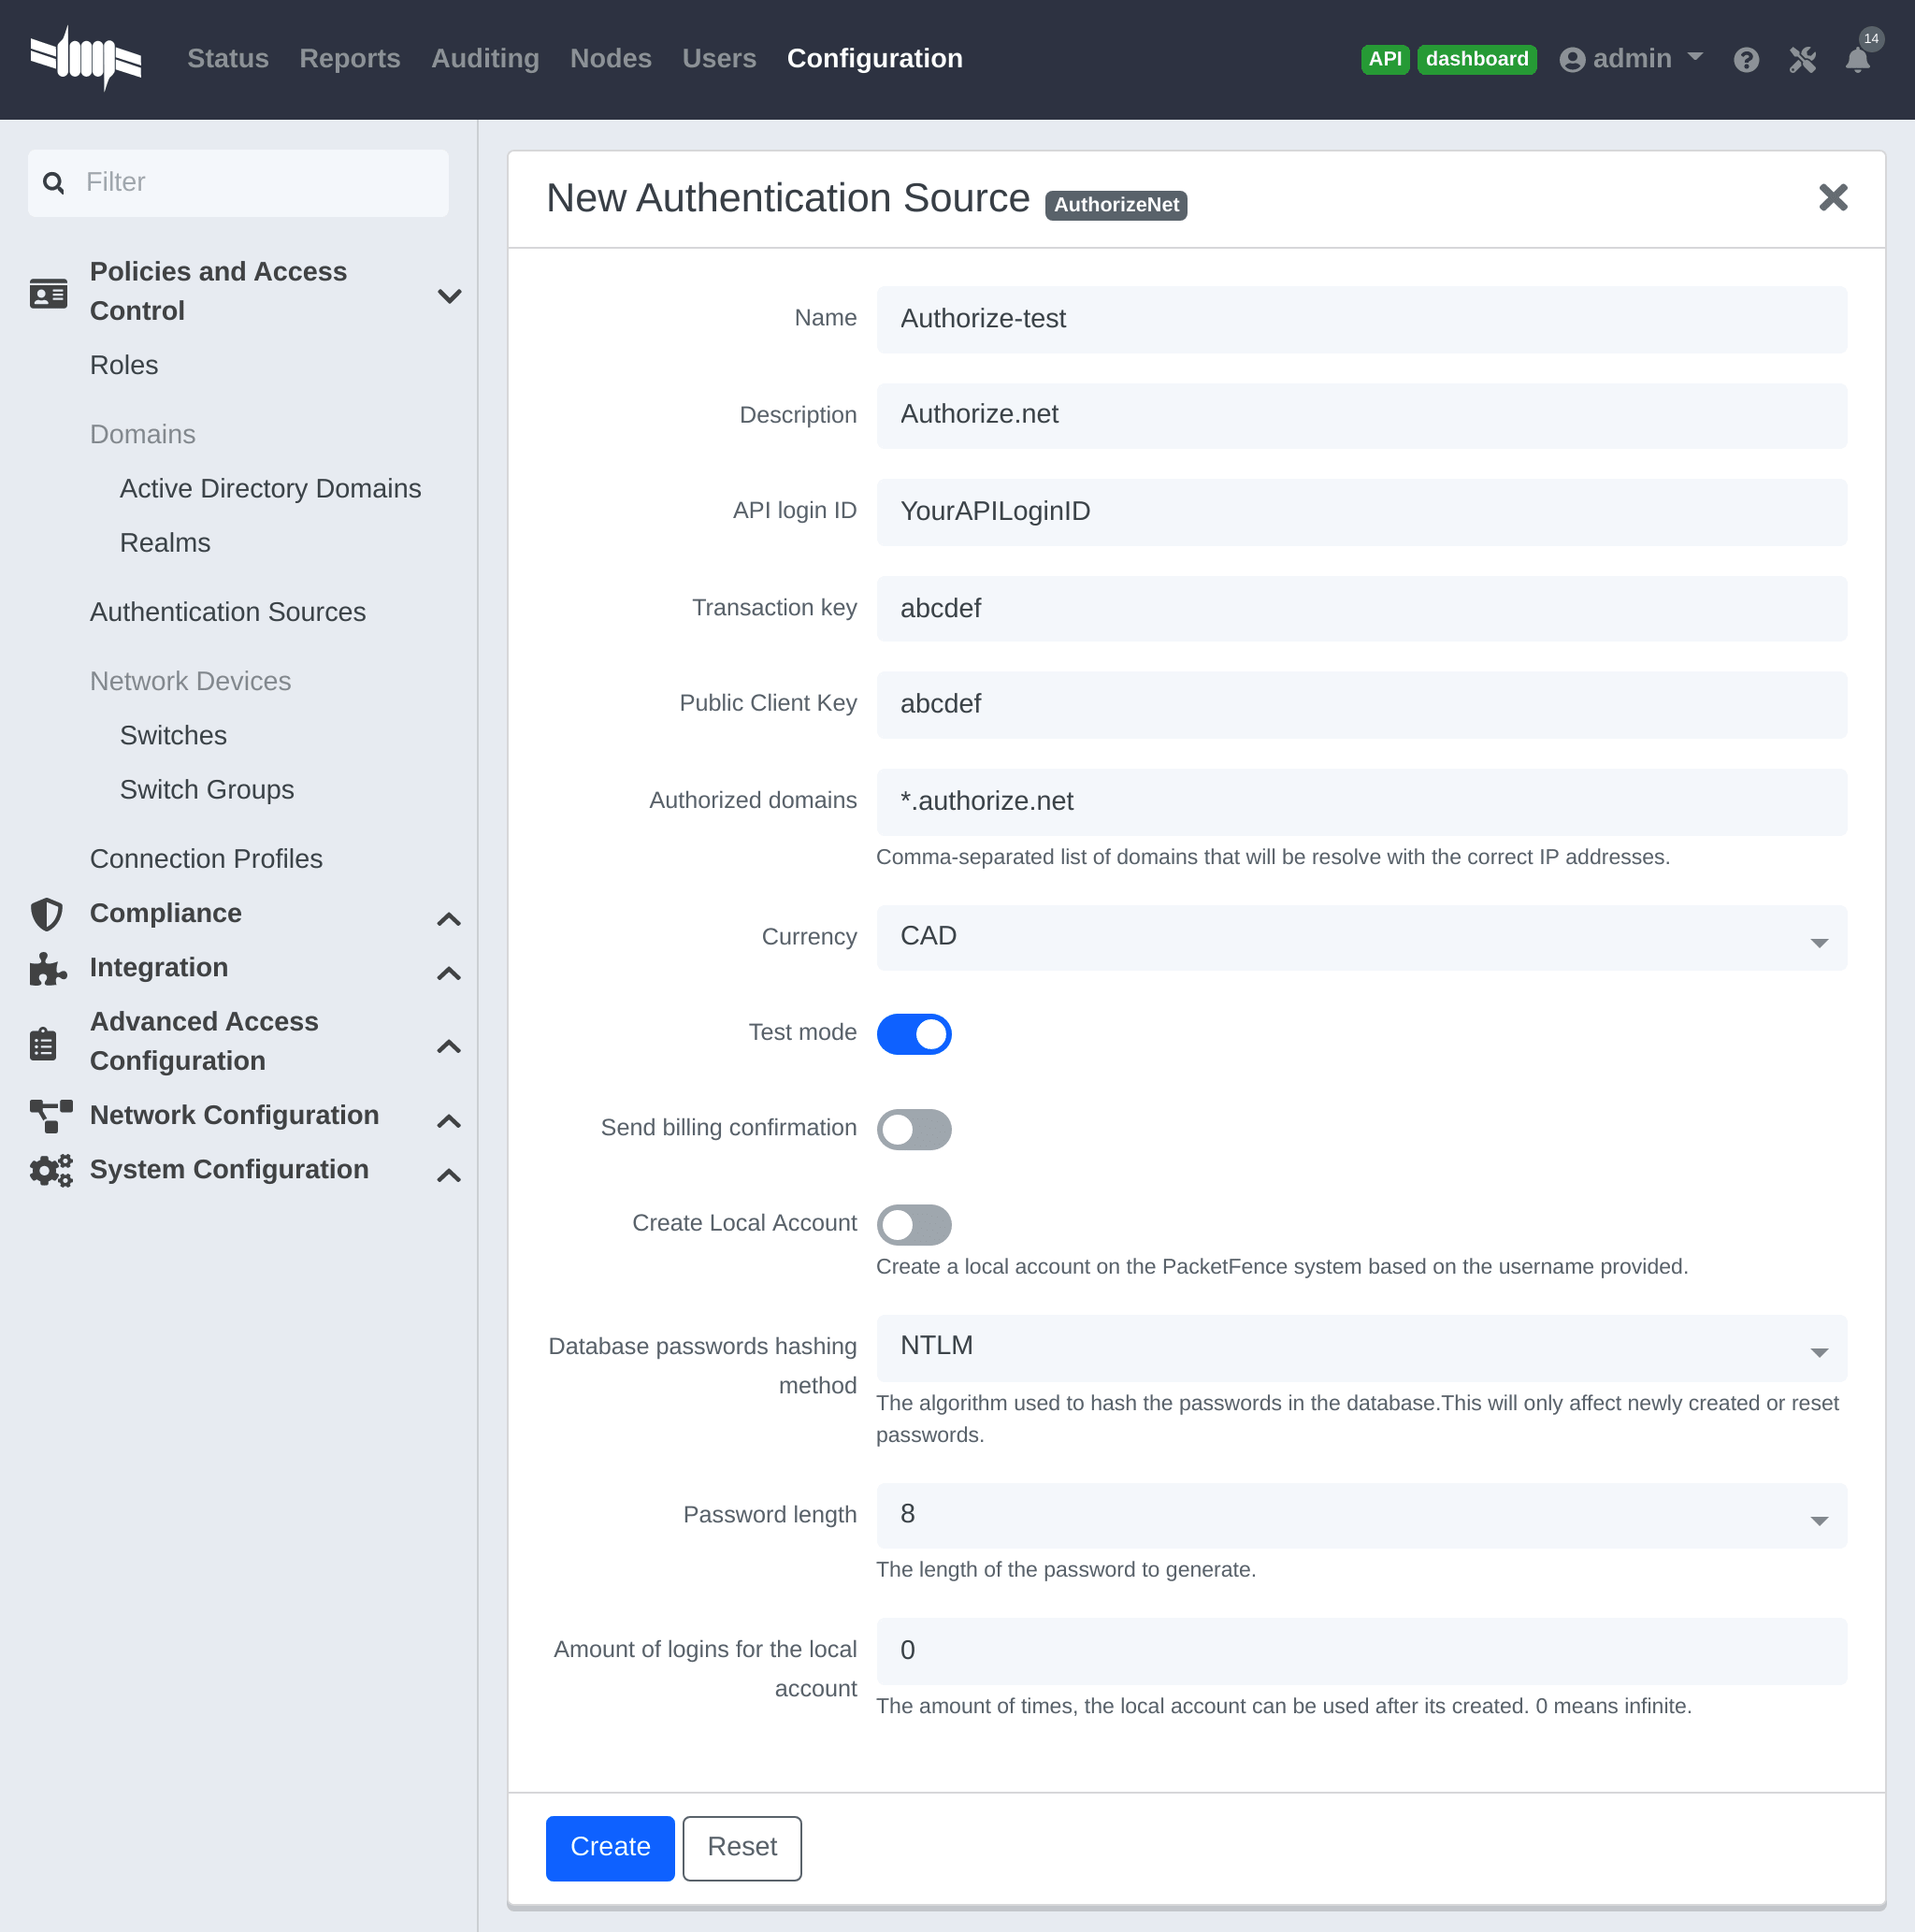 Status Reports Auditing Nodes Users Configuration API dashboard admin 14
Filter
Policies and Access
Control
Roles
Domains
Active Directory Domains
Realms
Authentication Sources
Network Devices
Switches
Switch Groups
Connection Profiles
Compliance
Integration
Advanced Access
Configuration
Network Configuration
System Configuration
New Authentication Source AuthorizeNet
Name Authorize-test
Description Authorize.net
API login ID YourAPILoginID
Transaction key abcdef
Public Client Key abcdef
Authorized domains *.authorize.net
Comma-separated list of domains that will be resolve with the correct IP addresses.
Currency CAD
Test mode
Send billing confirmation
Create Local Account
Create a local account on the PacketFence system based on the username provided.
Database passwords hashing
method
NTLM
The algorithm used to hash the passwords in the database.This will only affect newly created or reset
passwords.
Password length 8
The length of the password to generate.
Amount of logins for the local
account
0
The amount of times, the local account can be used after its created. 0 means infinite.
Create Reset